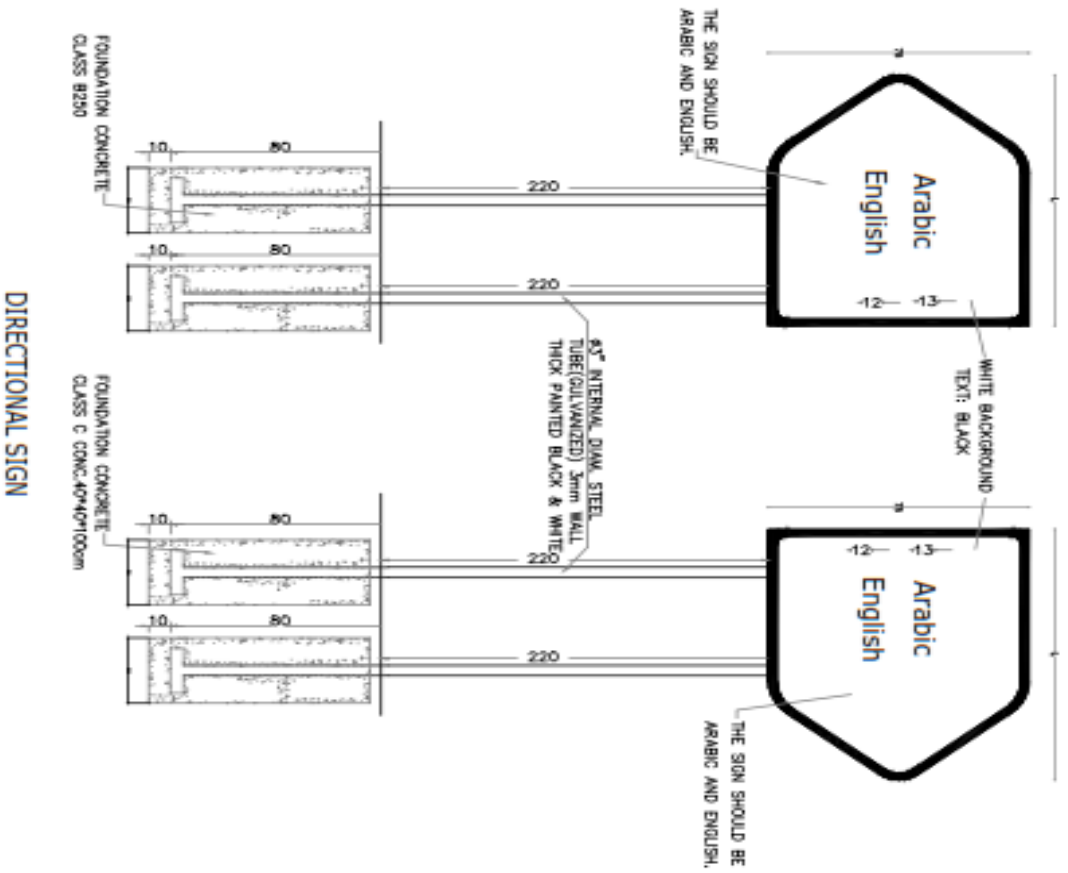 THE SIGN SHOULD BE
ARABIC AND ENGLISH.
Arabic
English
13
12
WHITE BACKGROUND
TEXT: BLACK
Arabic
English
13
12
THE SIGN SHOULD BE
ARABIC AND ENGLISH.
220
220
220
220
ø3" INTERNAL DIAM. STEEL
TUBE(GULVANIZED) 3mm WALL
THICK PAINTED BLACK & WHITE
80
10
80
10
80
10
80
10
FOUNDATION CONCRETE
CLASS B250
FOUNDATION CONCRETE
CLASS C CONC.40*40*100cm
DIRECTIONAL SIGN